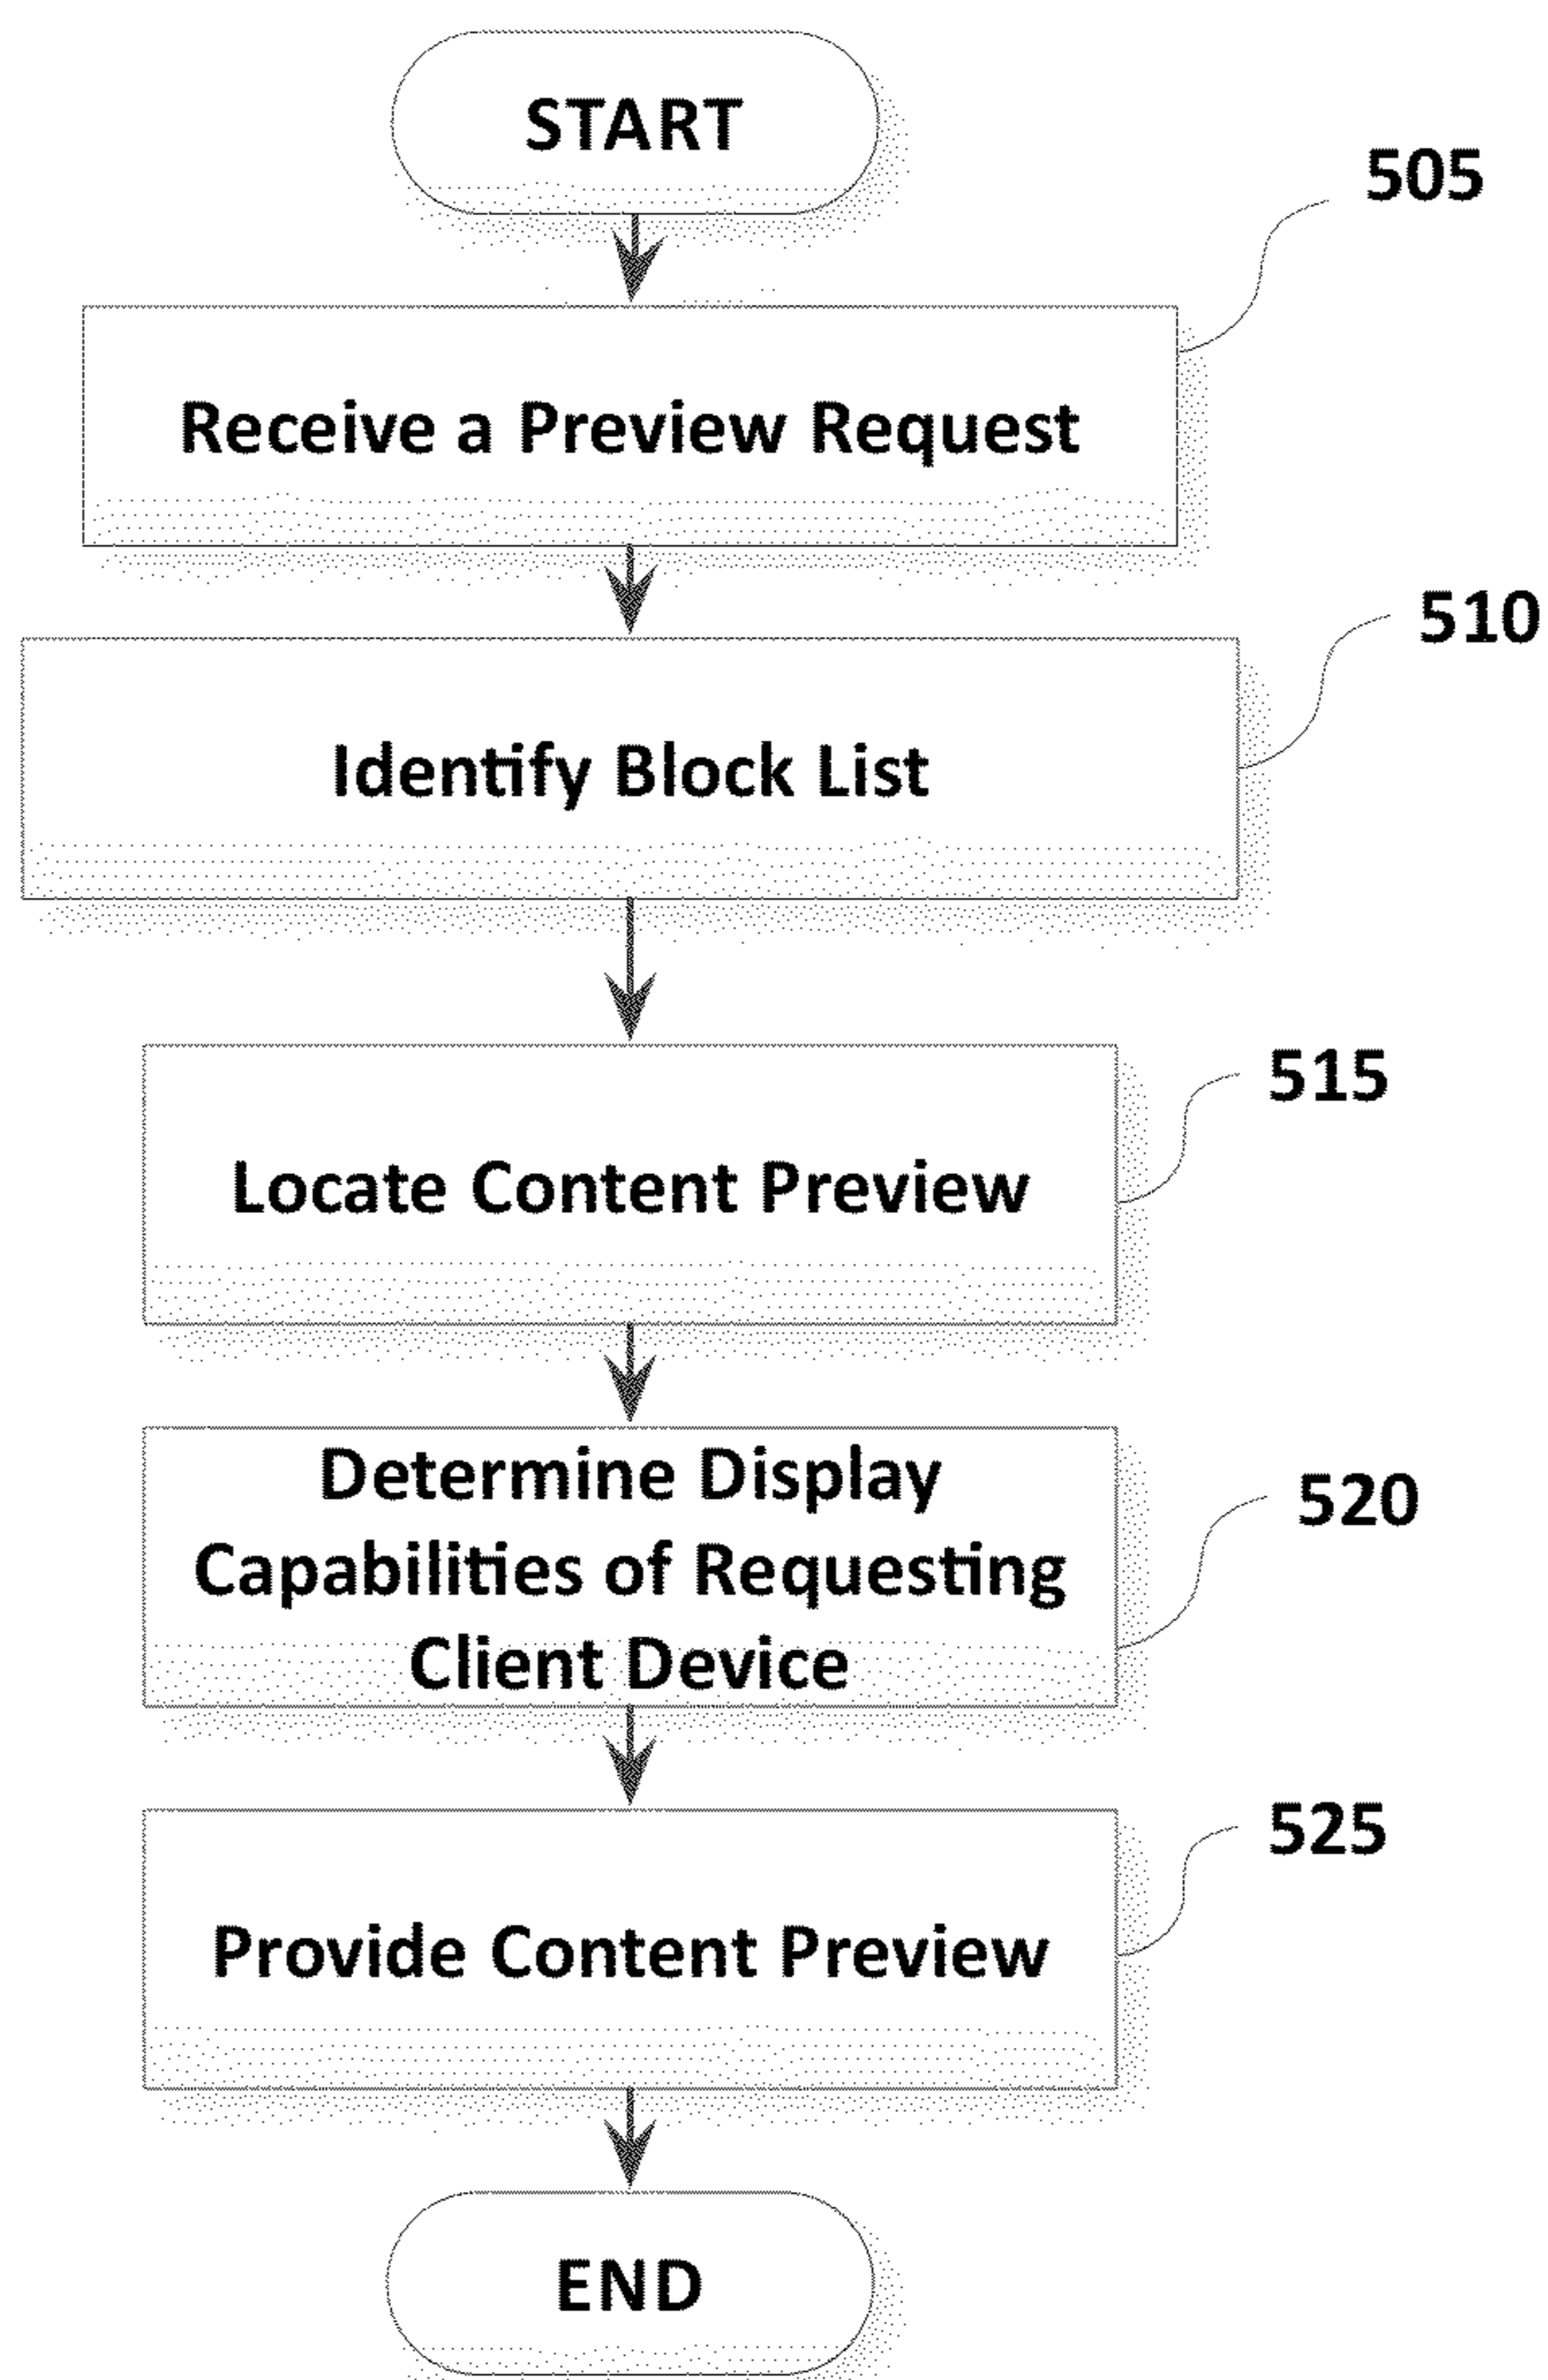 START
505
Receive a Preview Request
510
Identify Block List
515
Locate Content Preview
520
Determine Display
Capabilities of Requesting
Client Device
525
Provide Content Preview
END